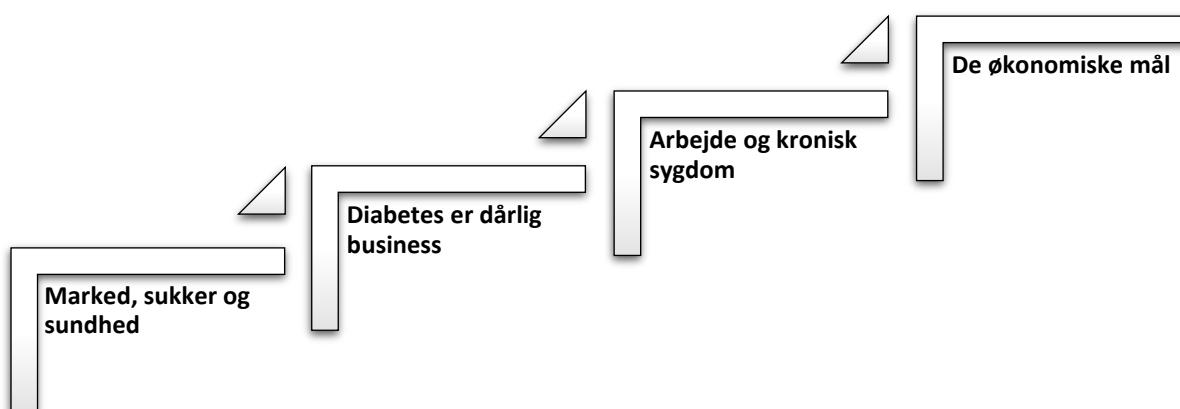 Marked, sukker og
sundhed
Diabetes er dårlig
business
Arbejde og kronisk
sygdom
De økonomiske mål